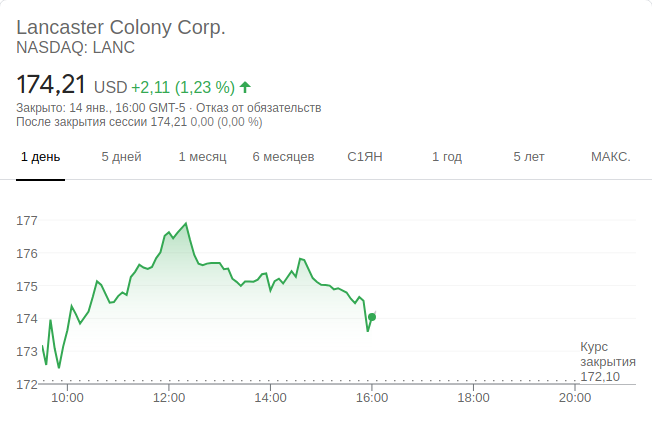 Lancaster Colony Corp.
NASDAQ: LANC
174,21 USD +2,11 (1,23 %)
Закрыто: 14 янв., 16:00 GMT-5 · Отказ от обязательств
После закрытия сессии 174,21 0,00 (0,00 %)
1 день 5 дней 1 месяц 6 месяцев С1ЯН 1 год 5 лет МАКС.
177
176
175
174
173
172
Курс
закрытия
172,10
10:00 12:00 14:00 16:00 18:00 20:00